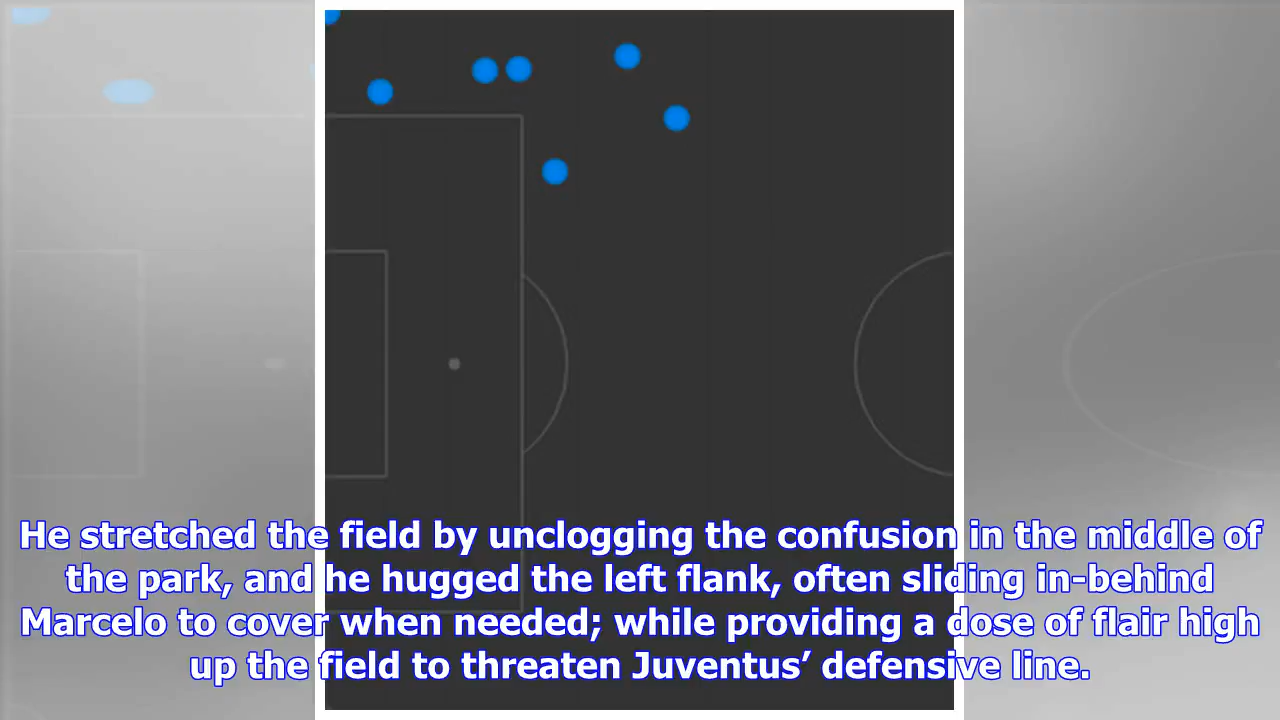 He stretched the field by unclogging the confusion in the middle of
the park, and he hugged the left flank, often sliding in-behind
Marcelo to cover when needed; while providing a dose of flair high
up the field to threaten Juventus’ defensive line.